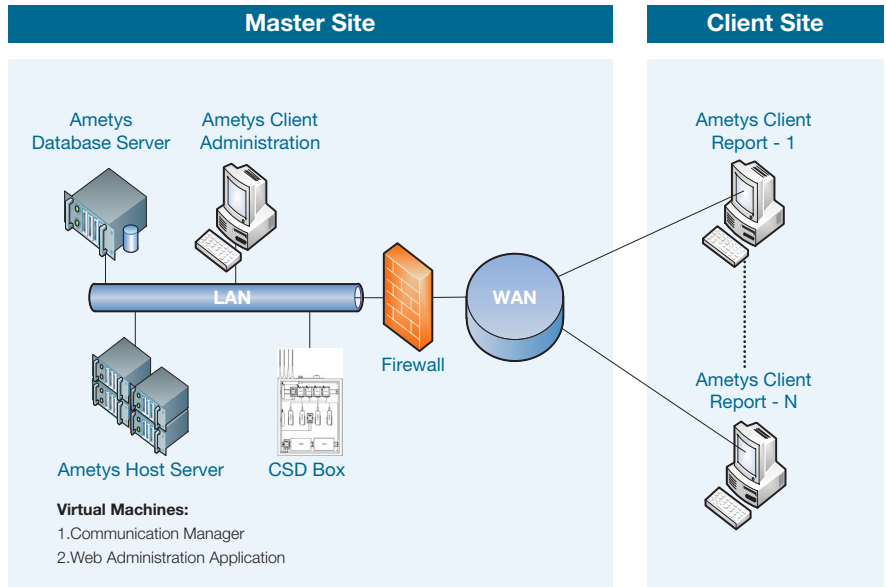 Master Site
Client Site
Ametys
Database Server
Ametys Client
Administration
Ametys Client
Report - 1
LAN
WAN
Firewall
Ametys Client
Report - N
Ametys Host Server
CSD Box
Virtual Machines:
1.Communication Manager
2.Web Administration Application